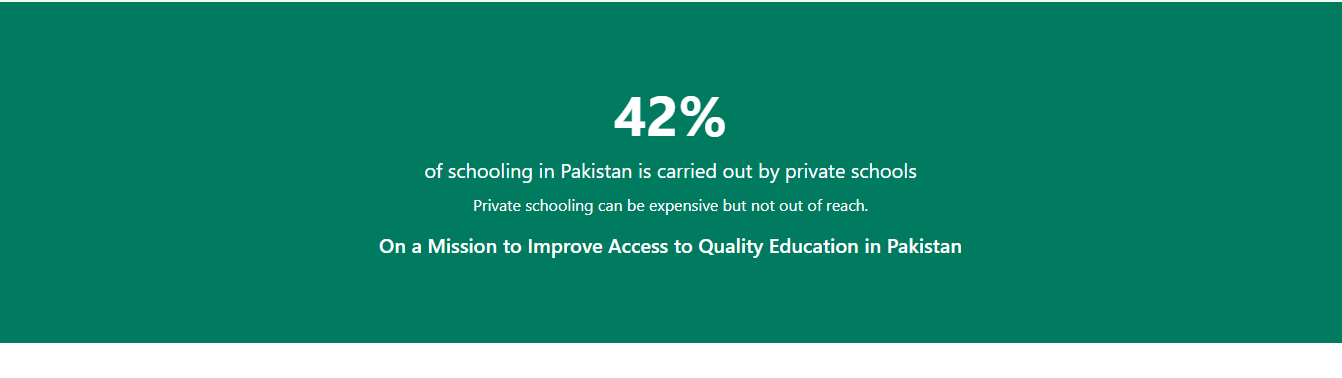 42%
of schooling in Pakistan is carried out by private schools
Private schooling can be expensive but not out of reach.
On a Mission to Improve Access to Quality Education in Pakistan